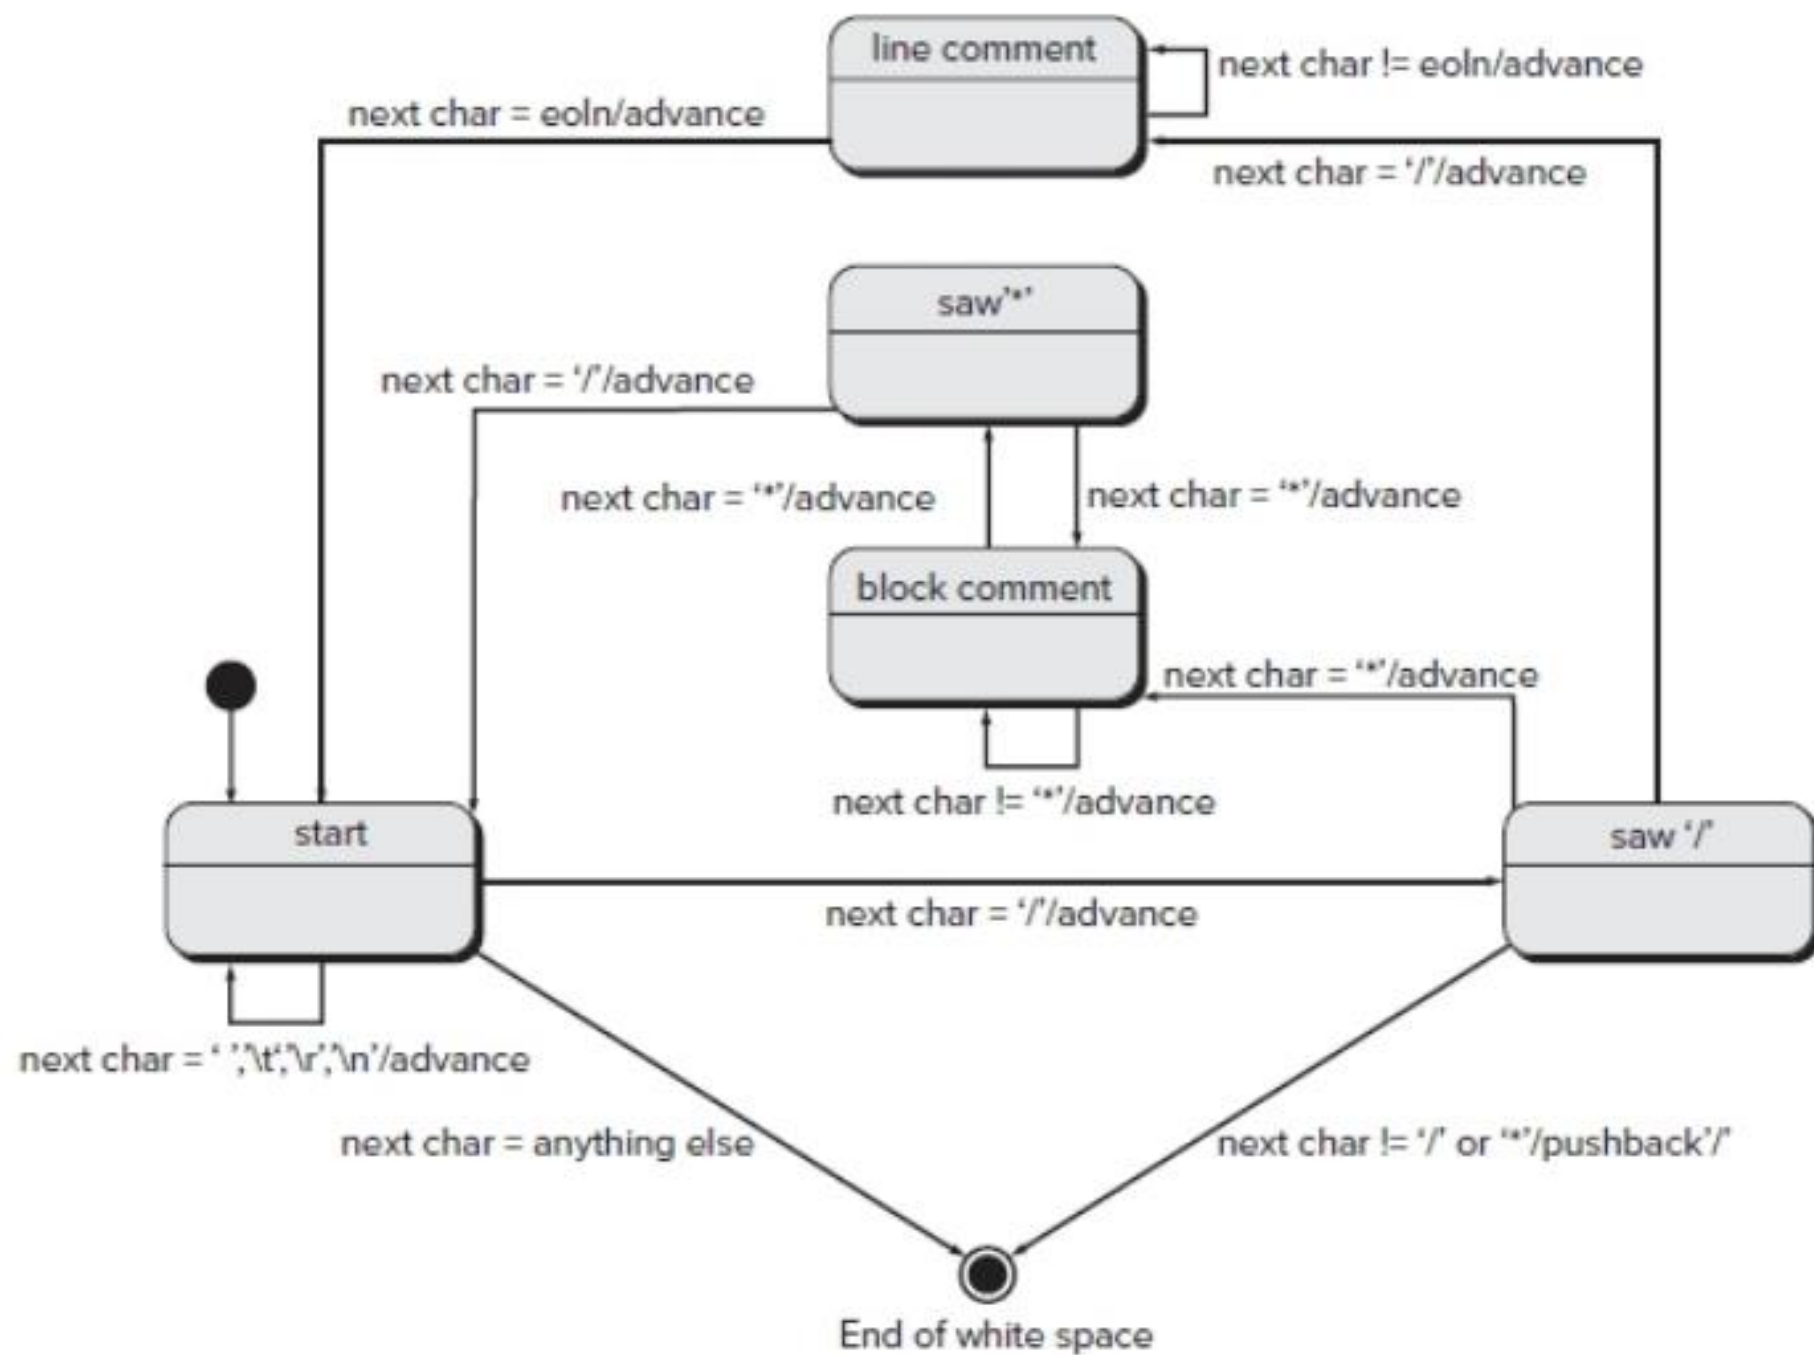 line comment
next char != eoln/advance
next char = eoln/advance
next char = ‘/’/advance
saw’*’
next char = ‘/’/advance
next char = ‘*’/advance
next char = ‘*’/advance
block comment
next char = ‘*’/advance
next char != ‘*’/advance
start
saw ‘/’
next char = ‘/’/advance
next char = ‘ ’,’\t‘,’\r’,’\n’/advance
next char = anything else
next char != ‘/’ or ‘*’/pushback’/’
End of white space